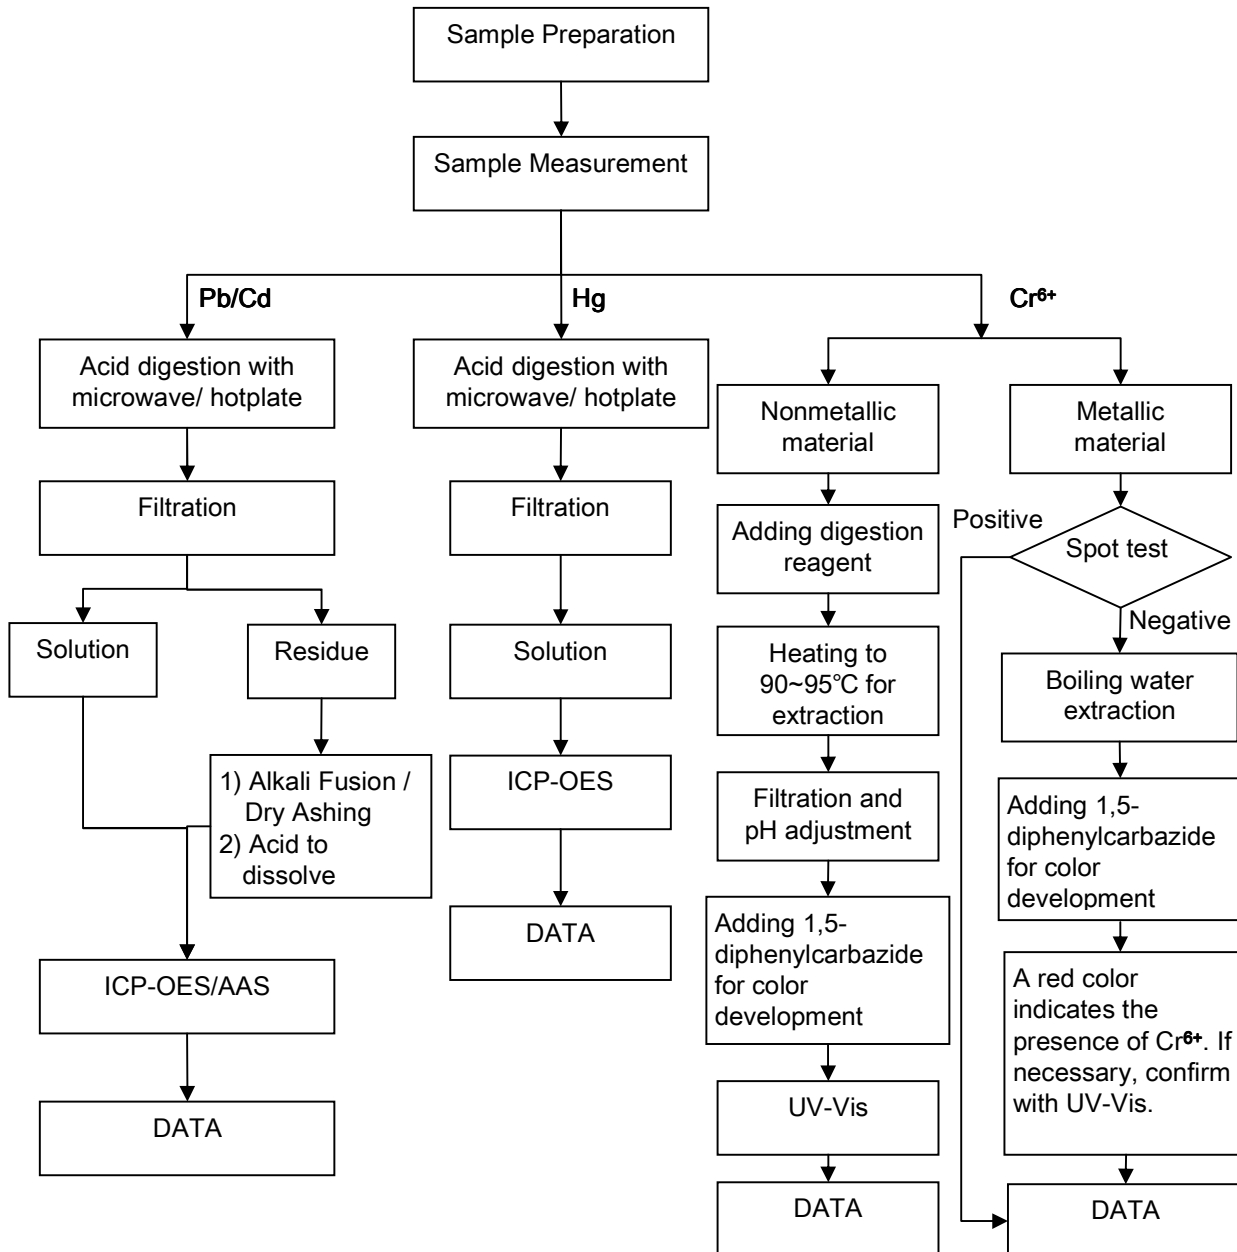 Sample Preparation
Sample Measurement
Pb/Cd
Hg
Cr⁶⁺
Acid digestion with
microwave/ hotplate
Filtration
Solution
Residue
1) Alkali Fusion /
Dry Ashing
2) Acid to
dissolve
ICP-OES/AAS
DATA
Acid digestion with
microwave/ hotplate
Filtration
Solution
ICP-OES
DATA
Nonmetallic
material
Adding digestion
reagent
Heating to
90~95℃ for
extraction
Filtration and
pH adjustment
Adding 1,5-
diphenylcarbazide
for color
development
UV-Vis
DATA
Metallic
material
Spot test
Positive
Negative
Boiling water
extraction
Adding 1,5-
diphenylcarbazide
for color
development
A red color
indicates the
presence of Cr⁶⁺. If
necessary, confirm
with UV-Vis.
DATA